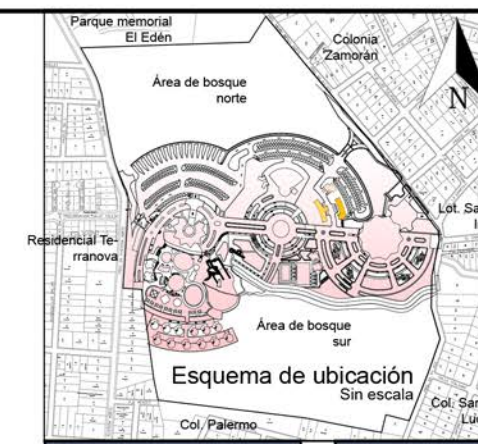 Parque memorial
El Edén
Colonia
Zamorán
N
Área de bosque
norte
Lot. Sa
Residencial Te-
rranova
Área de bosque
sur
Esquema de ubicación
Sin escala
Col. San
Col. Palermo